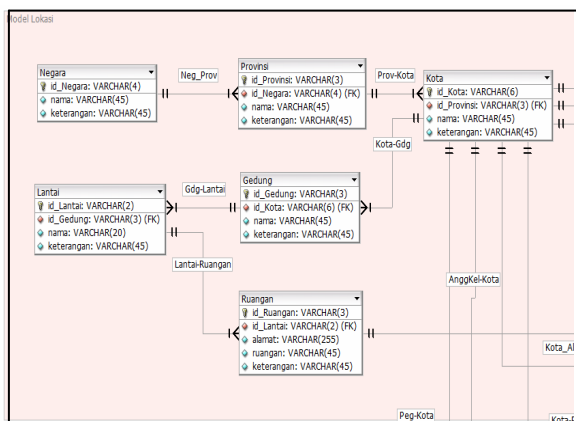 Model Lokasi
Negara
id_Negara: VARCHAR(4)
nama: VARCHAR(45)
keterangan: VARCHAR(45)
Neg_Prov
Provinsi
id_Provinsi: VARCHAR(3)
id_Negara: VARCHAR(4) (FK)
nama: VARCHAR(45)
keterangan: VARCHAR(45)
Prov-Kota
Kota
id_Kota: VARCHAR(6)
id_Provinsi: VARCHAR(3) (FK)
nama: VARCHAR(45)
keterangan: VARCHAR(45)
Kota-Gdg
Lantai
id_Lantai: VARCHAR(2)
id_Gedung: VARCHAR(3) (FK)
nama: VARCHAR(20)
keterangan: VARCHAR(45)
Gdg-Lantai
Gedung
id_Gedung: VARCHAR(3)
id_Kota: VARCHAR(6) (FK)
nama: VARCHAR(45)
keterangan: VARCHAR(45)
Lantai-Ruangan
AnggKel-Kota
Ruangan
id_Ruangan: VARCHAR(3)
id_Lantai: VARCHAR(2) (FK)
alamat: VARCHAR(255)
ruangan: VARCHAR(45)
keterangan: VARCHAR(45)
Kota_Al
Peg-Kota